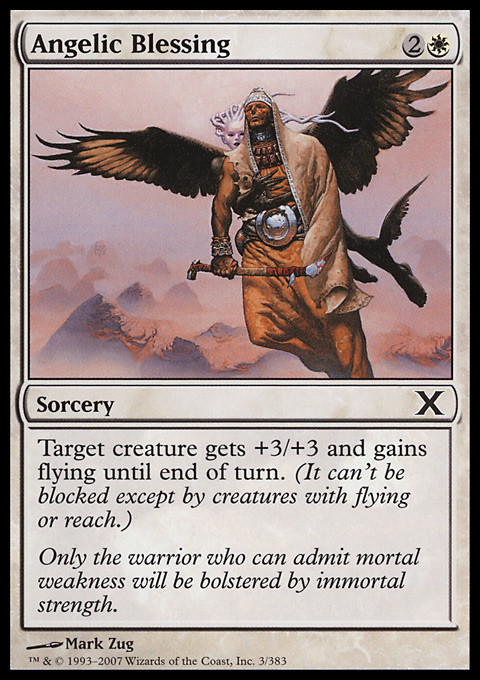 Angelic Blessing 2
Sorcery X
Target creature gets +3/+3 and gains
flying until end of turn. (It can't be
blocked except by creatures with flying
or reach.)
Only the warrior who can admit mortal
weakness will be bolstered by immortal
strength.
Mark Zug
™ & © 1993–2007 Wizards of the Coast, Inc. 3/383